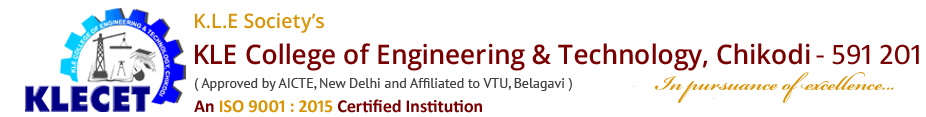 KLE COLLEGE OF ENGINEERING & TECHNOLOGY, CHIKODI
KLECET
K.L.E Society's
KLE College of Engineering & Technology, Chikodi - 591 201
( Approved by AICTE, New Delhi and Affiliated to VTU, Belagavi )
In pursuance of excellence...
An ISO 9001 : 2015 Certified Institution